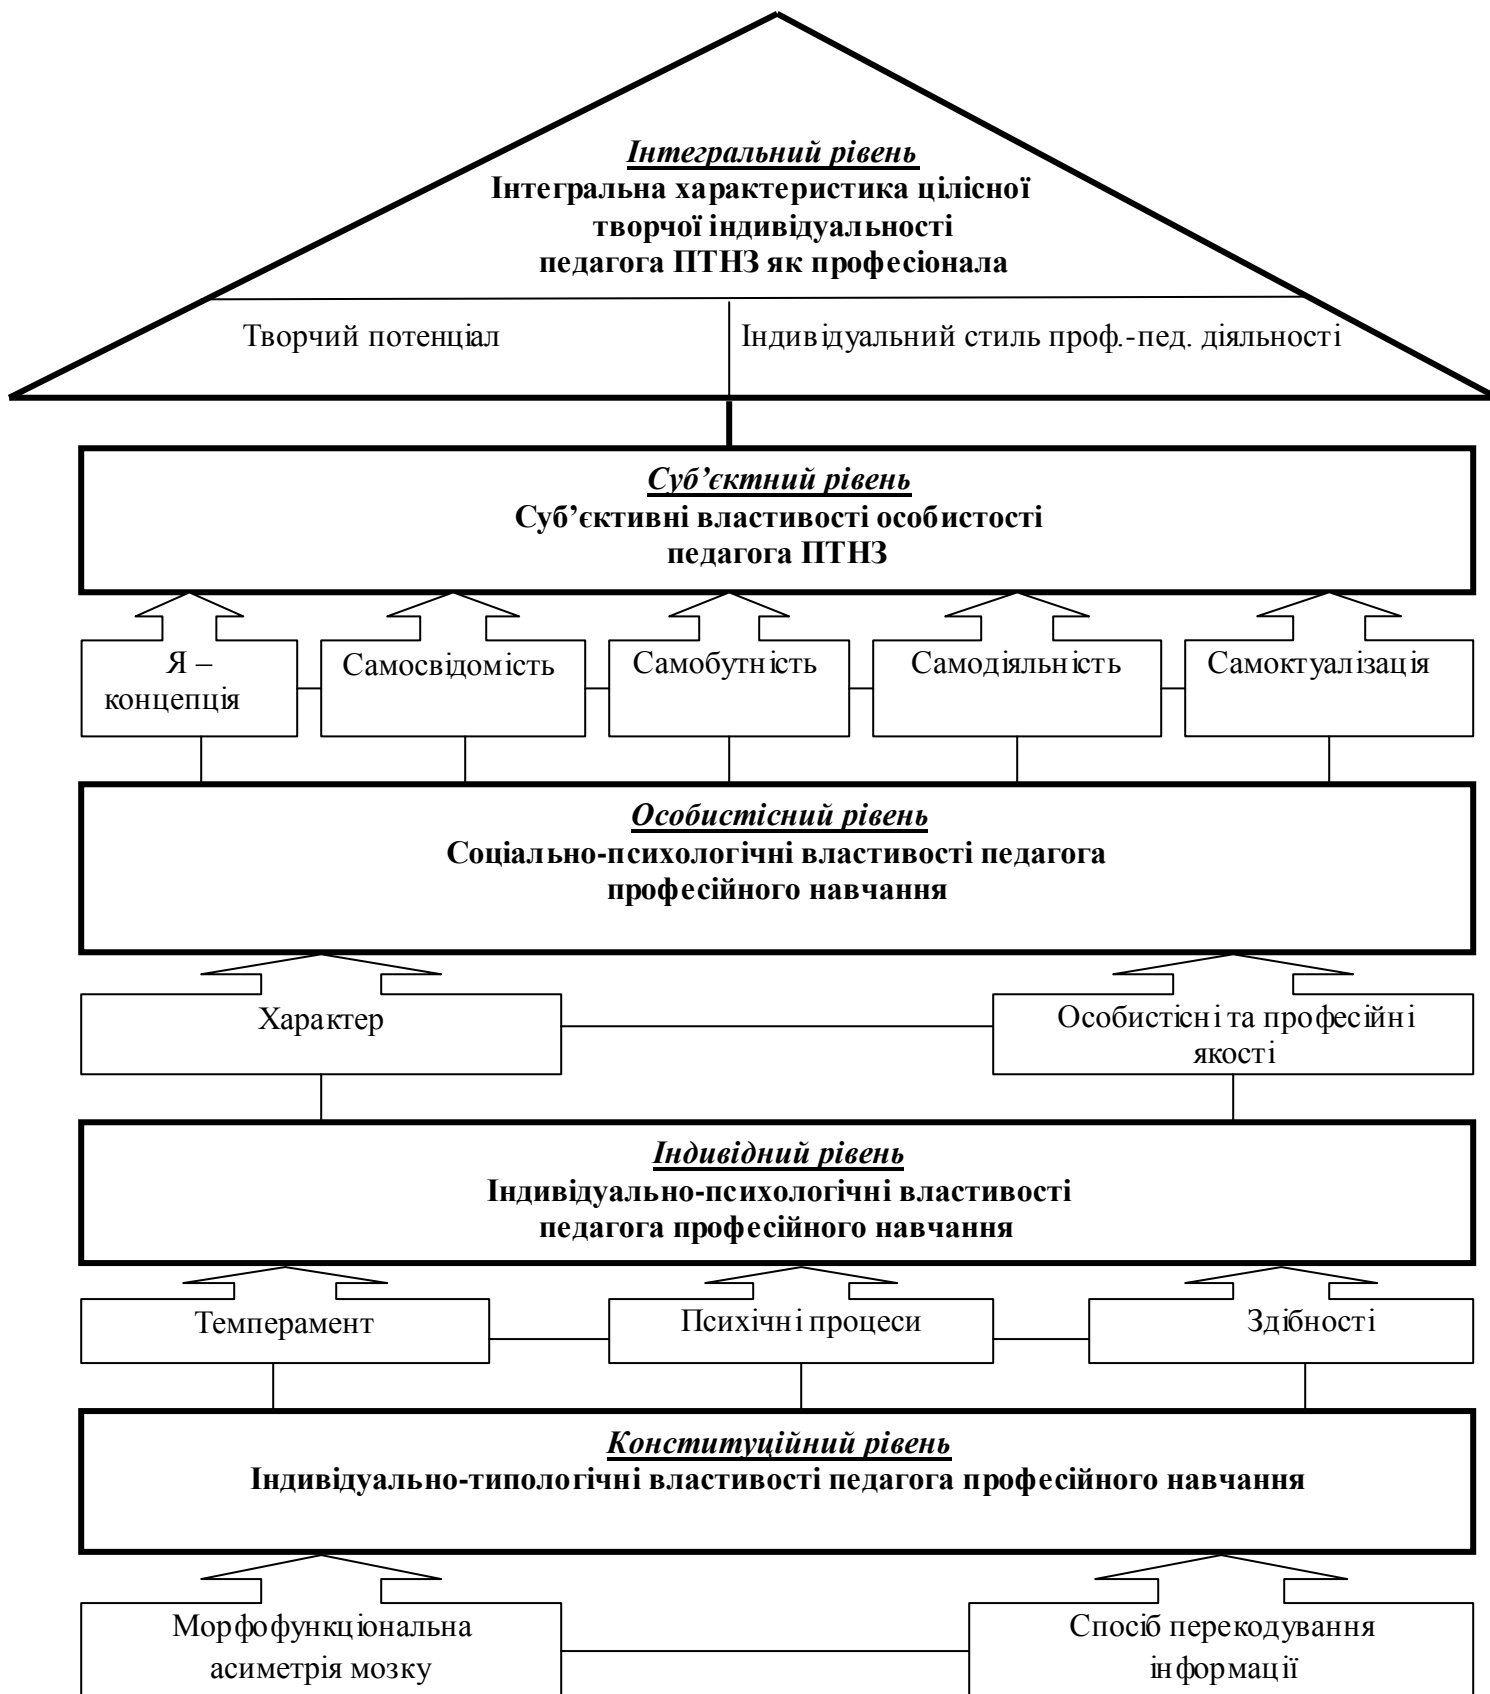 Інтегральний рівень
Інтегральна характеристика цілісної
творчої індивідуальності
педагога ПТНЗ як професіонала
Творчий потенціал
Індивідуальний стиль проф.-пед. діяльності
Суб’єктний рівень
Суб’єктивні властивості особистості
педагога ПТНЗ
Я –
концепція
Самосвідомість
Самобутність
Самодіяльність
Самоктуалізація
Особистісний рівень
Соціально-психологічні властивості педагога
професійного навчання
Характер
Особистісні та професійні
якості
Індивідний рівень
Індивідуально-психологічні властивості
педагога професійного навчання
Темперамент
Психічні процеси
Здібності
Конституційний рівень
Індивідуально-типологічні властивості педагога професійного навчання
Морфофункціональна
асиметрія мозку
Спосіб перекодування
інформації